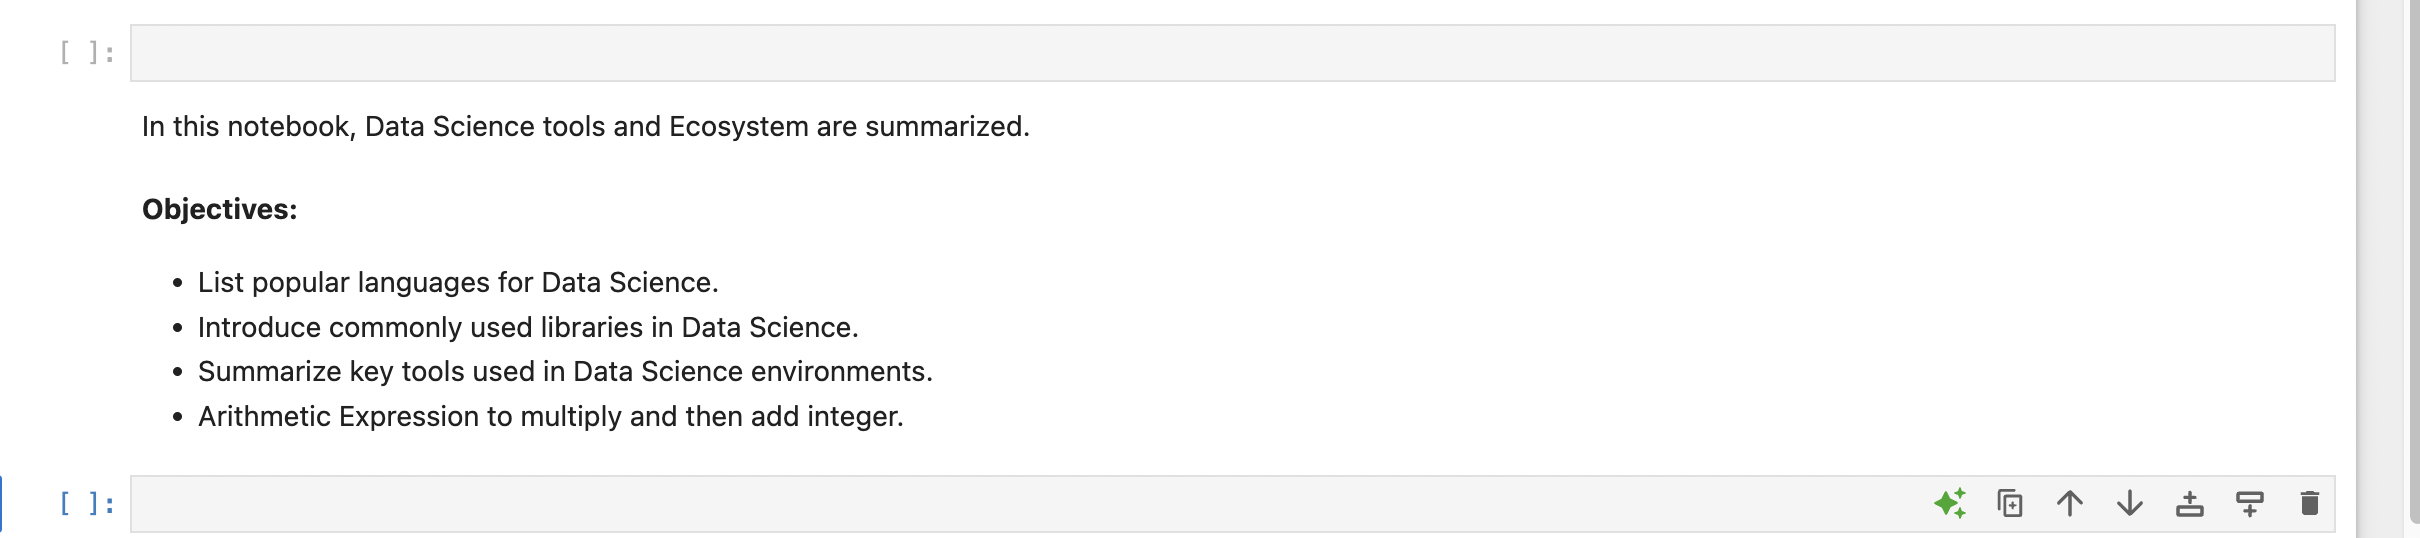 [ ]:
In this notebook, Data Science tools and Ecosystem are summarized.
Objectives:
• List popular languages for Data Science.
• Introduce commonly used libraries in Data Science.
• Summarize key tools used in Data Science environments.
• Arithmetic Expression to multiply and then add integer.
[ ]: